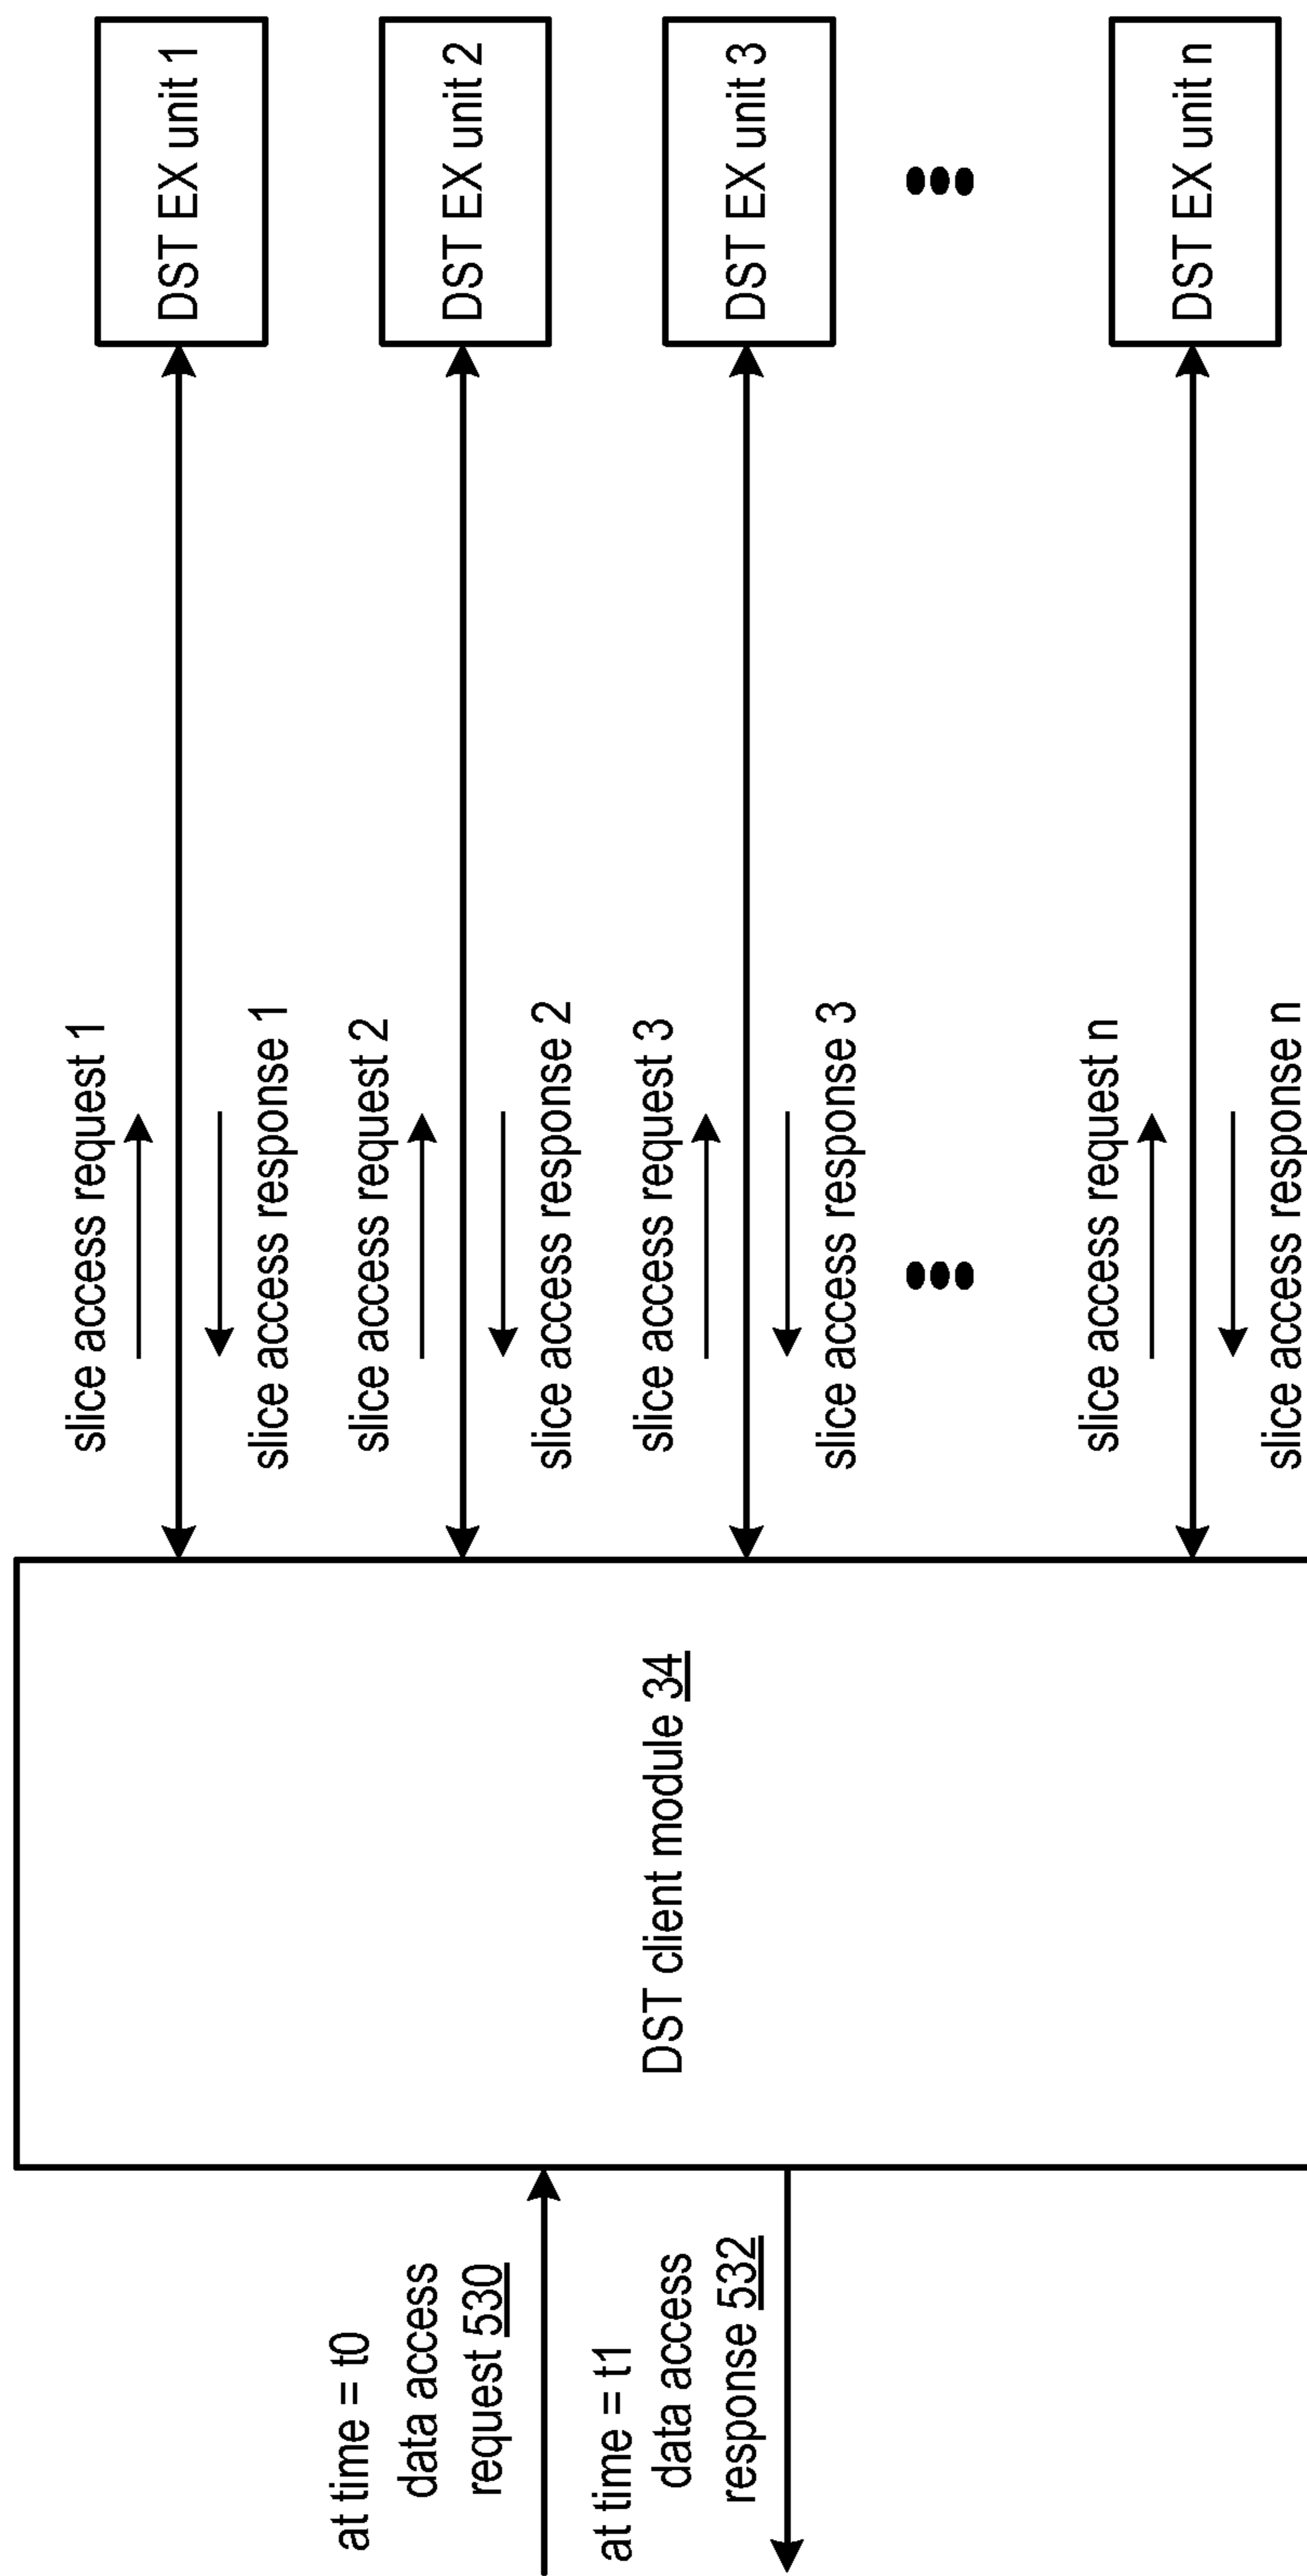 at time = t0
data access
request 530
at time = t1
data access
response 532
DST client module 34
slice access request 1
slice access response 1
slice access request 2
slice access response 2
slice access request 3
slice access response 3
slice access request n
slice access response n
DST EX unit 1
DST EX unit 2
DST EX unit 3
DST EX unit n